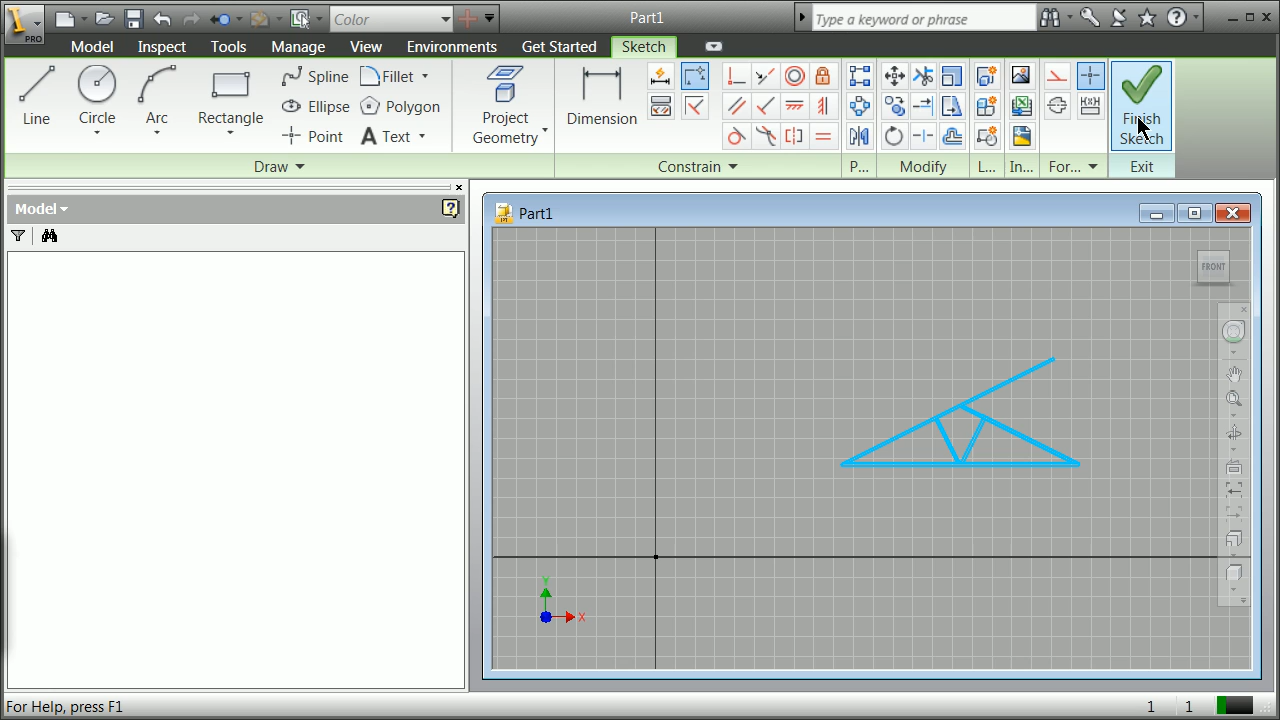 PRO
Color
Part1
Type a keyword or phrase
Model Inspect Tools Manage View Environments Get Started Sketch
Line
Circle
Arc
Rectangle
Spline
Fillet
Ellipse
Polygon
Point
Text
Project
Geometry
Dimension
Finish
Sketch
Draw
Constrain
P...
Modify
L...
In...
For...
Exit
Model
Part1
FRONT
Y
X
For Help, press F1
1 1